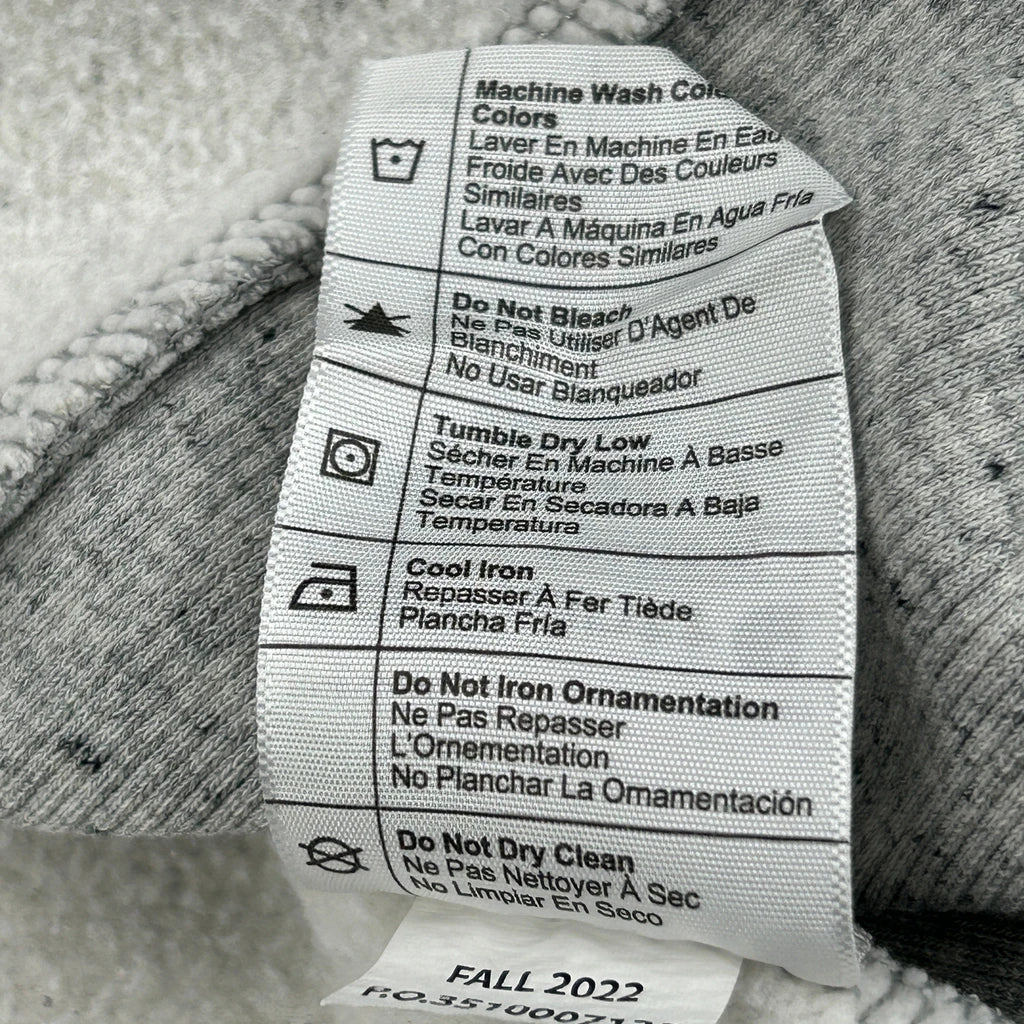 Machine Wash
Colors
Laver En Machine En Eau
Froide Avec Des Couleurs
Similaires
Lavar A Máquina En Agua Fría
Con Colores Similares
Do Not Bleach
Ne Pas Utiliser D'Agent De
Blanchiment
No Usar Blanqueador
Tumble Dry Low
Sécher En Machine À Basse
Température
Secar En Secadora A Baja
Temperatura
Cool Iron
Repasser À Fer Tiède
Plancha Fría
Do Not Iron Ornamentation
Ne Pas Repasser
L'Ornementation
No Planchar La Ornamentación
Do Not Dry Clean
Ne Pas Nettoyer À Sec
No Limpiar En Seco
FALL 2022